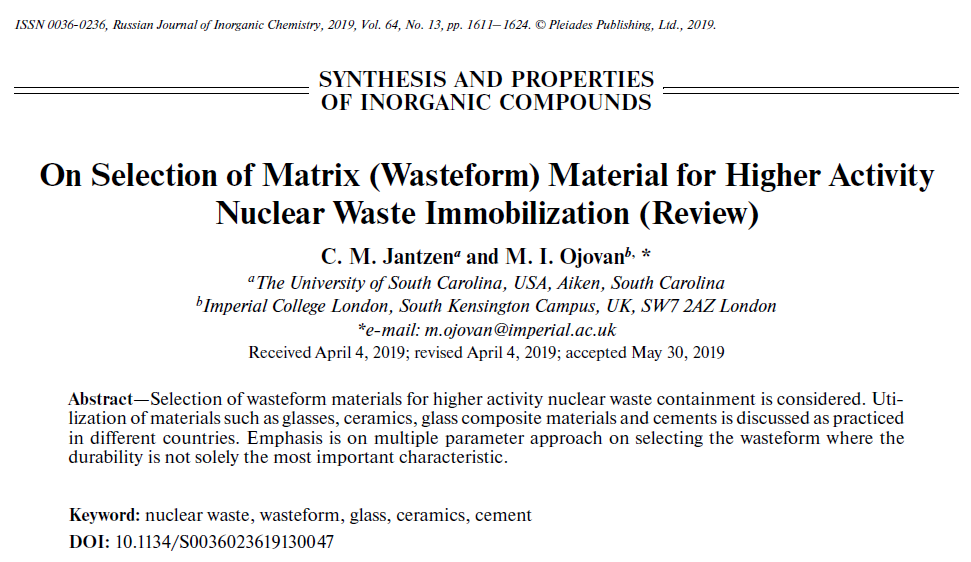 ISSN 0036-0236, Russian Journal of Inorganic Chemistry, 2019, Vol. 64, No. 13, pp. 1611–1624. © Pleiades Publishing, Ltd., 2019.
SYNTHESIS AND PROPERTIES
OF INORGANIC COMPOUNDS
On Selection of Matrix (Wasteform) Material for Higher Activity
Nuclear Waste Immobilization (Review)
C. M. Jantzenᵃ and M. I. Ojovanᵇ, *
ᵃ The University of South Carolina, USA, Aiken, South Carolina
ᵇ Imperial College London, South Kensington Campus, UK, SW7 2AZ London
*e-mail: m.ojovan@imperial.ac.uk
Received April 4, 2019; revised April 4, 2019; accepted May 30, 2019
Abstract—Selection of wasteform materials for higher activity nuclear waste containment is considered. Uti-
lization of materials such as glasses, ceramics, glass composite materials and cements is discussed as practiced
in different countries. Emphasis is on multiple parameter approach on selecting the wasteform where the
durability is not solely the most important characteristic.
Keyword: nuclear waste, wasteform, glass, ceramics, cement
DOI: 10.1134/S0036023619130047